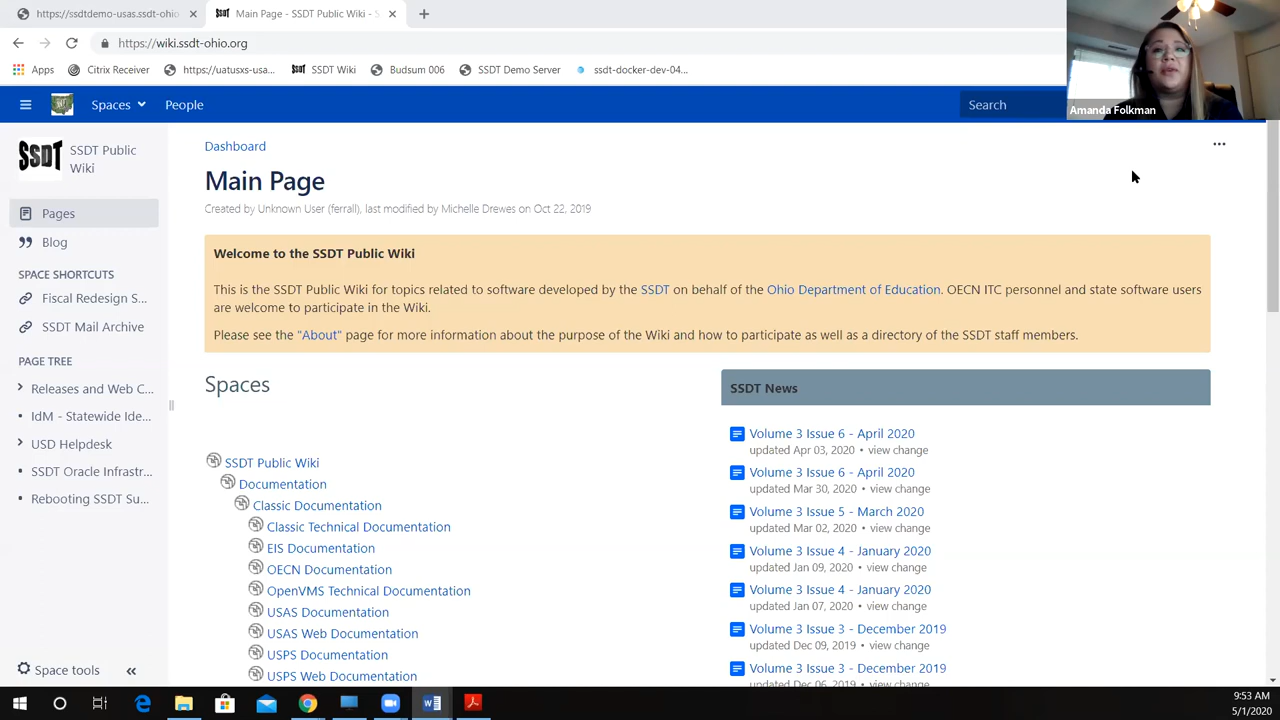 https://ssdtdemo-usas.ssdt-ohio
Main Page - SSDT Public Wiki - S
https://wiki.ssdt-ohio.org
Apps
Citrix Receiver
https://uatusxs-usa...
SSDT Wiki
Budsum 006
SSDT Demo Server
ssdt-docker-dev-04...
Amanda Folkman
Spaces
People
Search
SSDT
SSDT Public
Wiki
Pages
Blog
SPACE SHORTCUTS
Fiscal Redesign S...
SSDT Mail Archive
PAGE TREE
Releases and Web C...
IdM - Statewide Ide...
USD Helpdesk
SSDT Oracle Infrastr...
Rebooting SSDT Su...
Space tools
Dashboard
Main Page
Created by Unknown User (ferrall), last modified by Michelle Drewes on Oct 22, 2019
Welcome to the SSDT Public Wiki
This is the SSDT Public Wiki for topics related to software developed by the SSDT on behalf of the Ohio Department of Education. OECN ITC personnel and state software users
are welcome to participate in the Wiki.
Please see the "About" page for more information about the purpose of the Wiki and how to participate as well as a directory of the SSDT staff members.
Spaces
SSDT Public Wiki
Documentation
Classic Documentation
Classic Technical Documentation
EIS Documentation
OECN Documentation
OpenVMS Technical Documentation
USAS Documentation
USAS Web Documentation
USPS Documentation
USPS Web Documentation
SSDT News
Volume 3 Issue 6 - April 2020
updated Apr 03, 2020 • view change
Volume 3 Issue 6 - April 2020
updated Mar 30, 2020 • view change
Volume 3 Issue 5 - March 2020
updated Mar 02, 2020 • view change
Volume 3 Issue 4 - January 2020
updated Jan 09, 2020 • view change
Volume 3 Issue 4 - January 2020
updated Jan 07, 2020 • view change
Volume 3 Issue 3 - December 2019
updated Dec 09, 2019 • view change
Volume 3 Issue 3 - December 2019
updated Dec 06, 2019 • view change
9:53 AM
5/1/2020